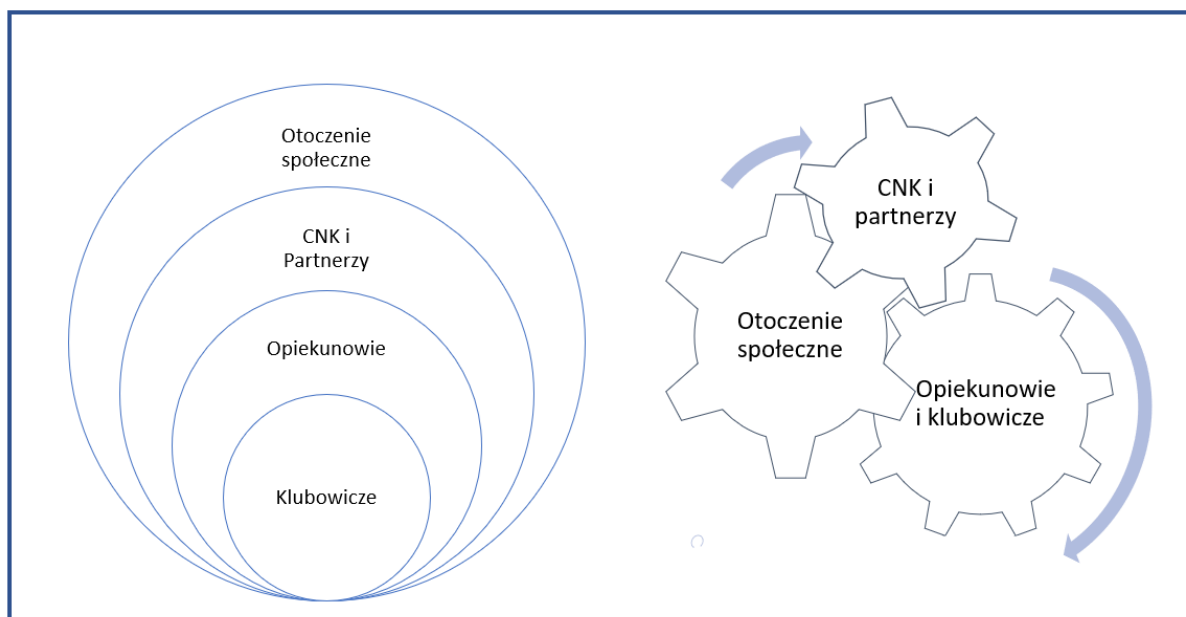 Otoczenie
społeczne
CNK i
Partnerzy
Opiekunowie
Klubowicze
CNK i
partnerzy
Otoczenie
społeczne
Opiekunowie
i klubowicze